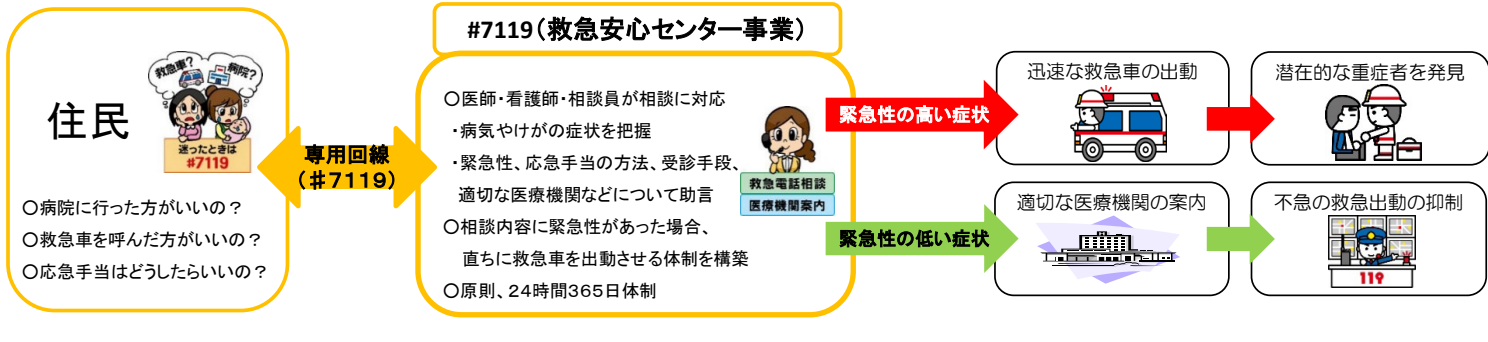 #7119（救急安心センター事業）
救急車？
病院？
住民
迷ったときは
#7119
○病院に行った方がいいの？
○救急車を呼んだ方がいいの？
○応急手当はどうしたらいいの？
専用回線
（＃7119）
○医師・看護師・相談員が相談に対応
・病気やけがの症状を把握
・緊急性、応急手当の方法、受診手段、
適切な医療機関などについて助言
○相談内容に緊急性があった場合、
直ちに救急車を出動させる体制を構築
○原則、24時間365日体制
救急電話相談
医療機関案内
緊急性の高い症状
迅速な救急車の出動
潜在的な重症者を発見
緊急性の低い症状
適切な医療機関の案内
不急の救急出動の抑制
119